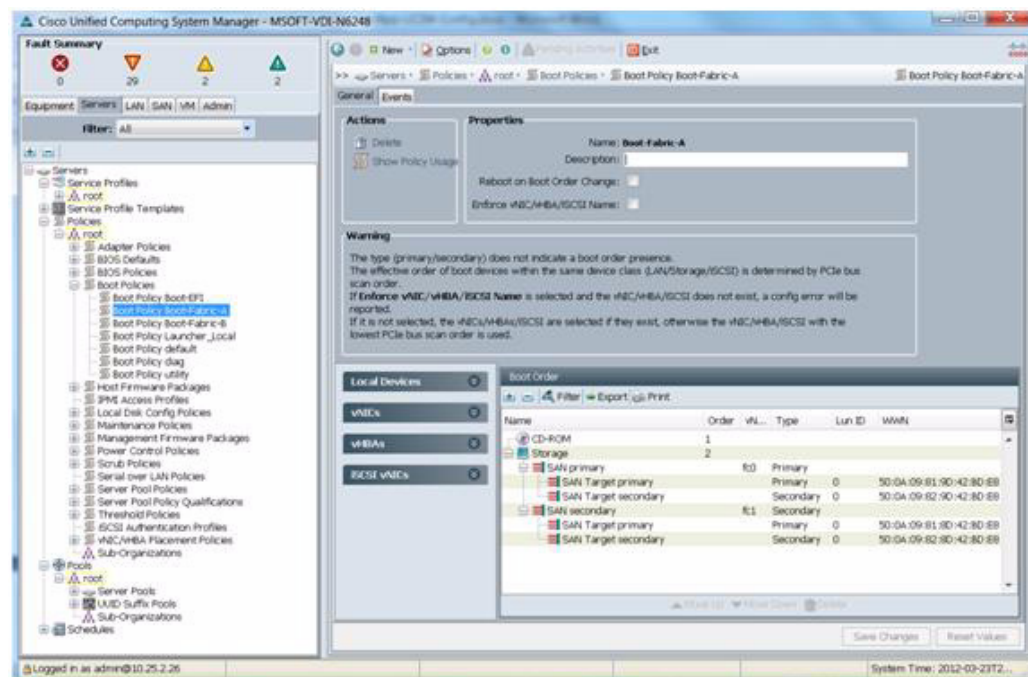 Cisco Unified Computing System Manager - MSOFT-VDI-N6248
Fault Summary
0 29 2 2
Equipment Servers LAN SAN VM Admin
Filter: All
Servers
Service Profiles
root
Service Profile Templates
Policies
root
Adapter Policies
BIOS Defaults
BIOS Policies
Boot Policies
Boot Policy Boot-EFI
Boot Policy Boot-Fabric-A
Boot Policy Boot-Fabric-B
Boot Policy Launcher_Local
Boot Policy default
Boot Policy diag
Boot Policy utility
Host Firmware Packages
IPMI Access Profiles
Local Disk Config Policies
Maintenance Policies
Management Firmware Packages
Power Control Policies
Scrub Policies
Serial over LAN Policies
Server Pool Policies
Server Pool Policy Qualifications
Threshold Policies
iSCSI Authentication Profiles
vNIC/vHBA Placement Policies
Sub-Organizations
Pools
root
Server Pools
UUID Suffix Pools
Sub-Organizations
Schedules
New Options Pending Activities Exit
>> Servers Policies root Boot Policies Boot Policy Boot-Fabric-A Boot Policy Boot-Fabric-A
General Events
Actions
Delete
Show Policy Usage
Properties
Name: Boot-Fabric-A
Description:
Reboot on Boot Order Change:
Enforce vNIC/vHBA/iSCSI Name:
Warning
The type (primary/secondary) does not indicate a boot order presence.
The effective order of boot devices within the same device class (LAN/Storage/iSCSI) is determined by PCIe bus
scan order.
If Enforce vNIC/vHBA/iSCSI Name is selected and the vNIC/vHBA/iSCSI does not exist, a config error will be
reported.
If it is not selected, the vNICs/vHBAs/iSCSI are selected if they exist, otherwise the vNIC/vHBA/iSCSI with the
lowest PCIe bus scan order is used.
Local Devices
vNICs
vHBAs
iSCSI vNICs
Boot Order
Filter Export Print
Name Order vN... Type Lun ID WWN
CD-ROM 1
Storage 2
SAN primary fc0 Primary
SAN Target primary Primary 0 50:0A:09:81:9D:42:BD:E8
SAN Target secondary Secondary 0 50:0A:09:82:9D:42:BD:E8
SAN secondary fc1 Secondary
SAN Target primary Primary 0 50:0A:09:81:8D:42:BD:E8
SAN Target secondary Secondary 0 50:0A:09:82:8D:42:BD:E8
Move Up Move Down Delete
Save Changes Reset Values
Logged in as admin@10.25.2.26
System Time: 2012-03-23T2...